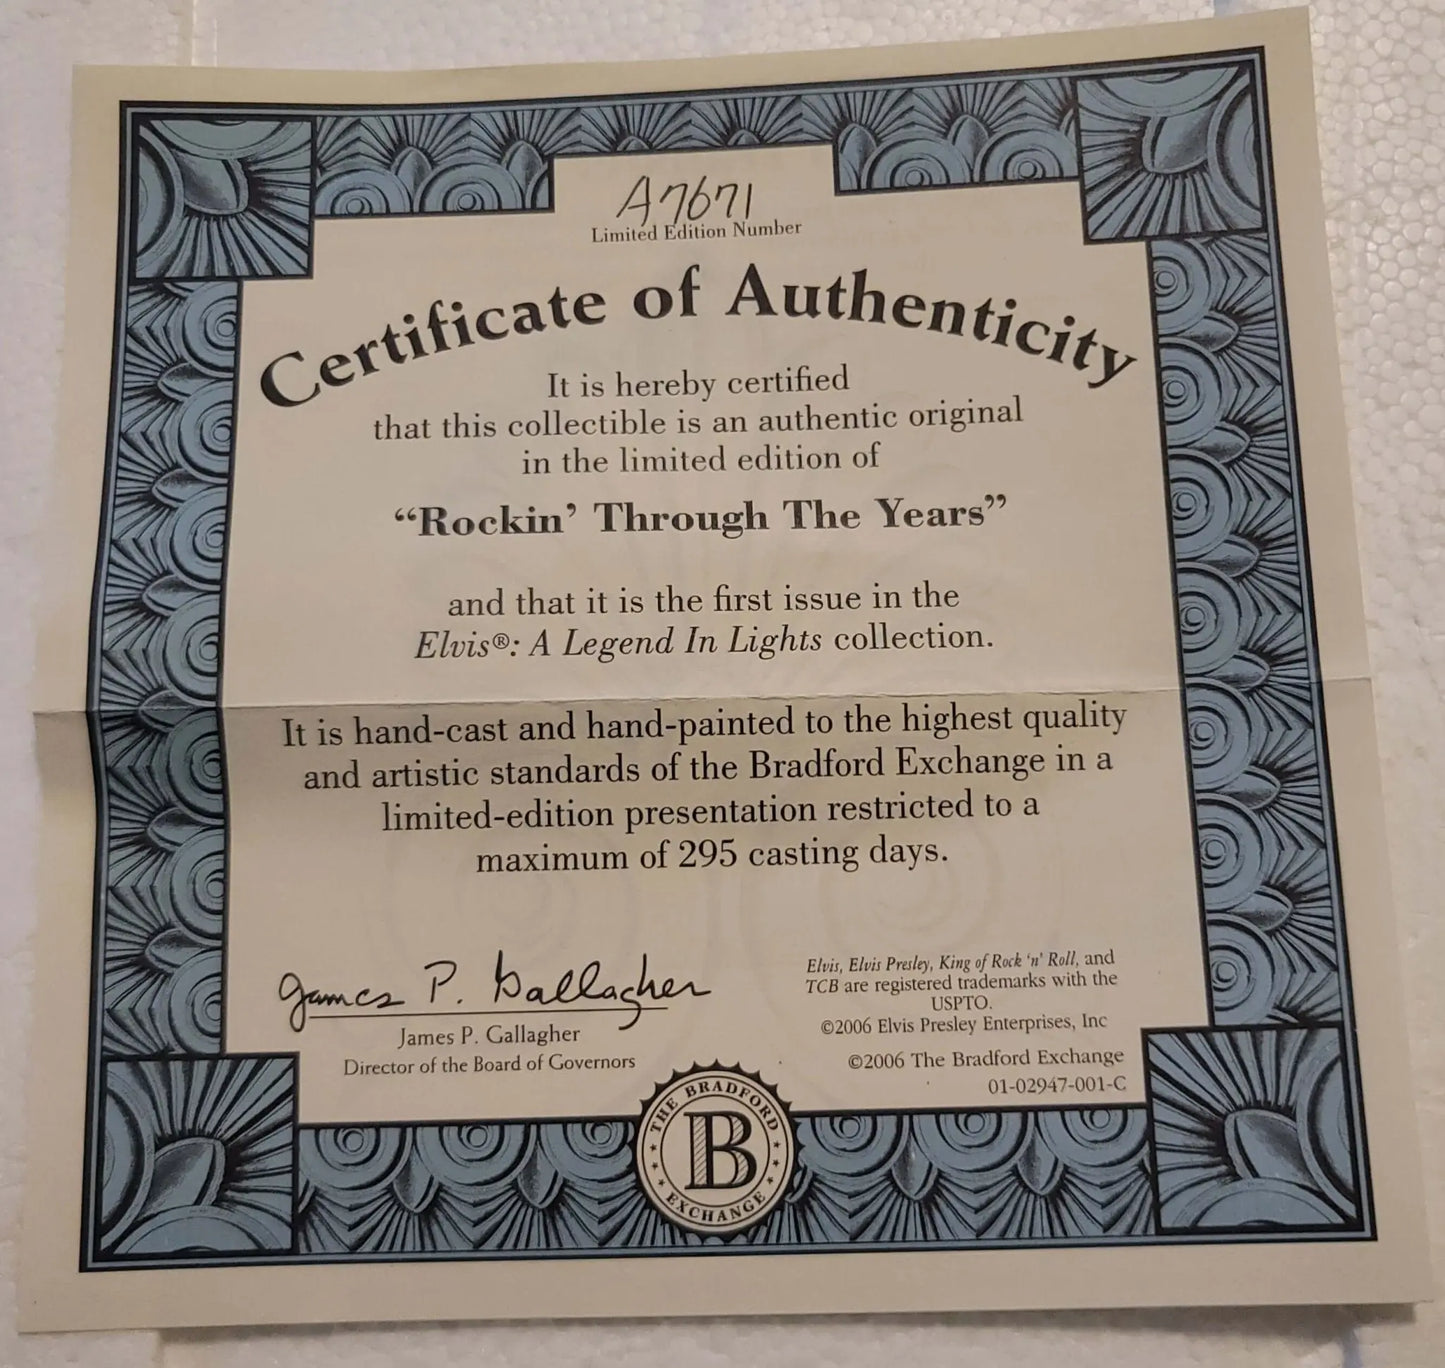 A7671
Limited Edition Number
Certificate of Authenticity
It is hereby certified
that this collectible is an authentic original
in the limited edition of
“Rockin’ Through The Years”
and that it is the first issue in the
Elvis®: A Legend In Lights collection.
It is hand-cast and hand-painted to the highest quality
and artistic standards of the Bradford Exchange in a
limited-edition presentation restricted to a
maximum of 295 casting days.
James P. Gallagher
James P. Gallagher
Director of the Board of Governors
Elvis, Elvis Presley, King of Rock ‘n’ Roll, and
TCB are registered trademarks with the
USPTO.
©2006 Elvis Presley Enterprises, Inc
©2006 The Bradford Exchange
01-02947-001-C
THE BRADFORD
B
EXCHANGE